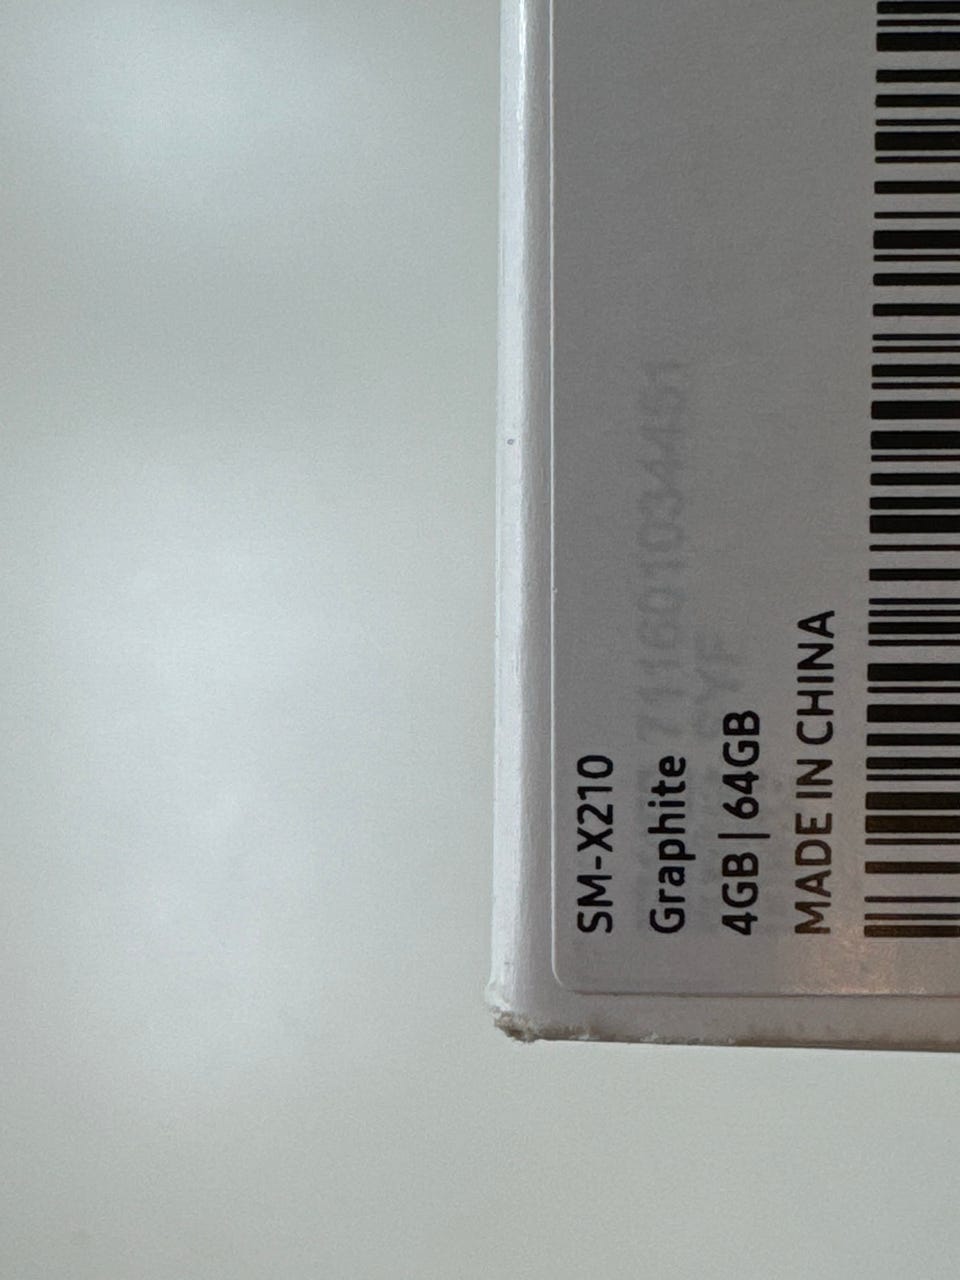 SM-X210
Graphite
4GB | 64GB
MADE IN CHINA